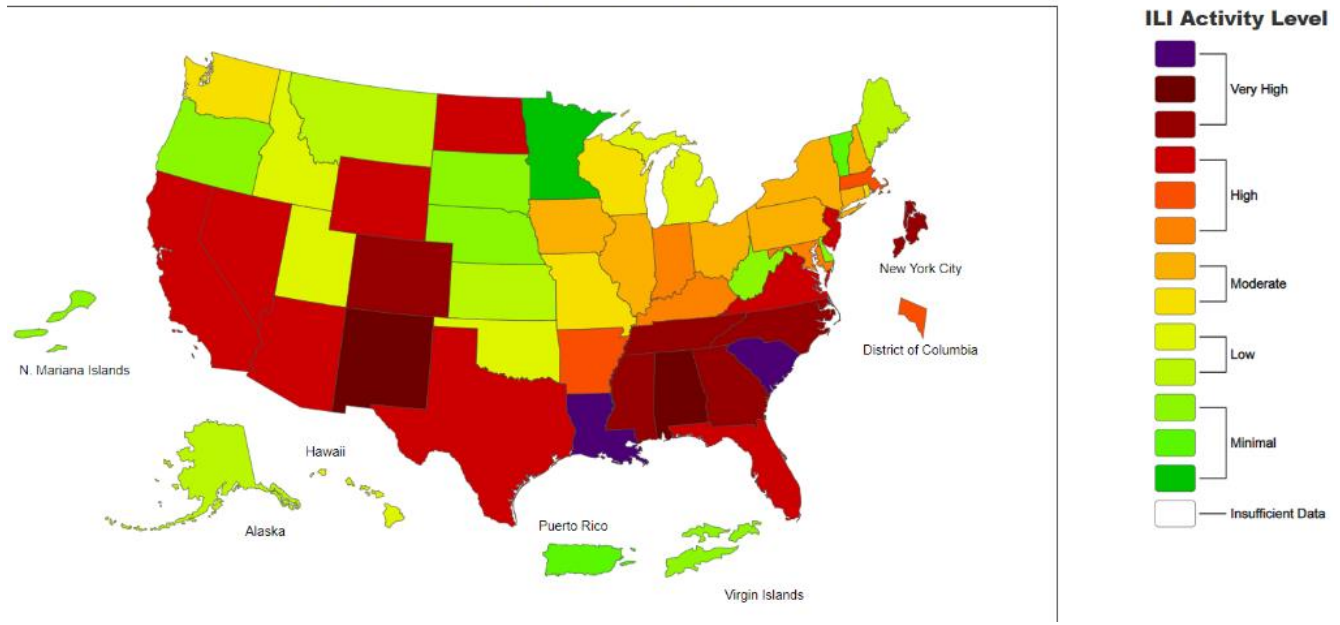 ILI Activity Level
Very High
High
Moderate
Low
Minimal
Insufficient Data
New York City
District of Columbia
N. Mariana Islands
Hawaii
Alaska
Puerto Rico
Virgin Islands